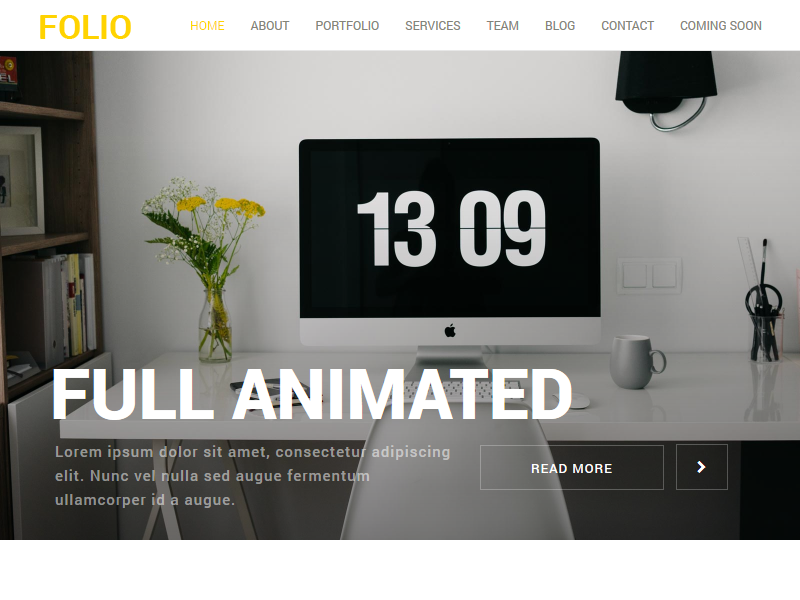 FOLIO
HOME ABOUT PORTFOLIO SERVICES TEAM BLOG CONTACT COMING SOON
13 09
FULL ANIMATED
Lorem ipsum dolor sit amet, consectetur adipiscing
elit. Nunc vel nulla sed augue fermentum
ullamcorper id a augue.
READ MORE